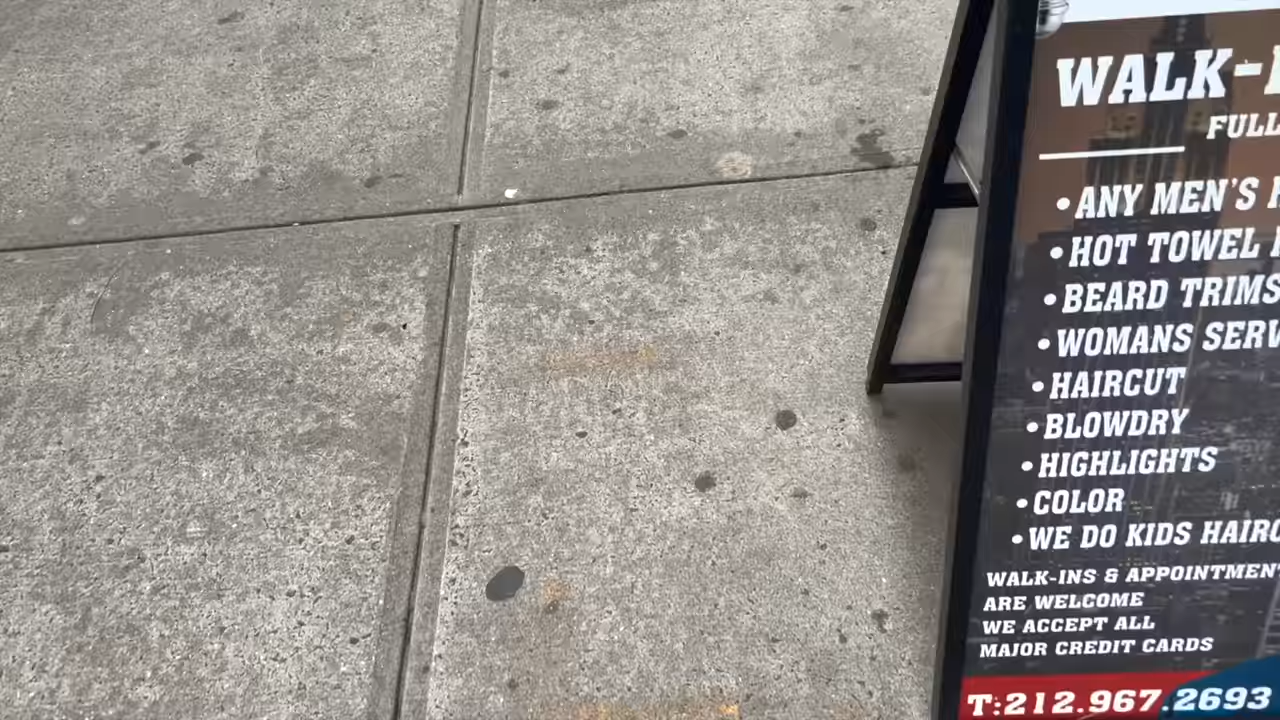 WALK-
FULL
• ANY MEN'S
• HOT TOWEL
• BEARD TRIMS
• WOMANS SERV
• HAIRCUT
• BLOWDRY
• HIGHLIGHTS
• COLOR
• WE DO KIDS HAIRC
WALK-INS & APPOINTMENT
ARE WELCOME
WE ACCEPT ALL
MAJOR CREDIT CARDS
T:212.967.2693